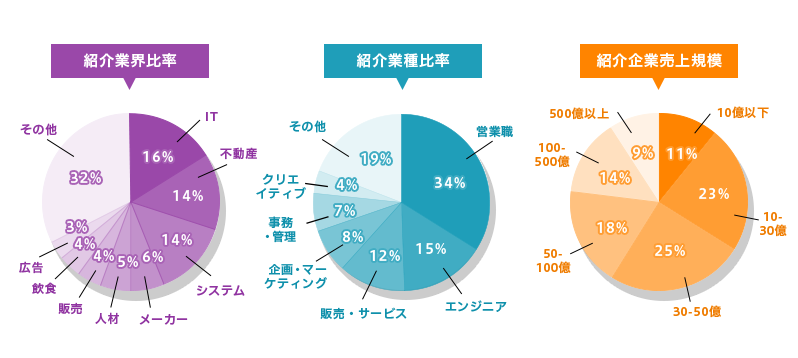 紹介業界比率
IT
16%
不動産
14%
システム
14%
メーカー
6%
人材
5%
販売
4%
飲食
4%
広告
3%
その他
32%
紹介業種比率
営業職
34%
エンジニア
15%
販売・サービス
12%
企画・マー
ケティング
8%
事務
・管理
7%
クリエ
イティブ
4%
その他
19%
紹介企業売上規模
10億以下
11%
10-
30億
23%
30-50億
25%
50-
100億
18%
100-
500億
14%
500億以上
9%